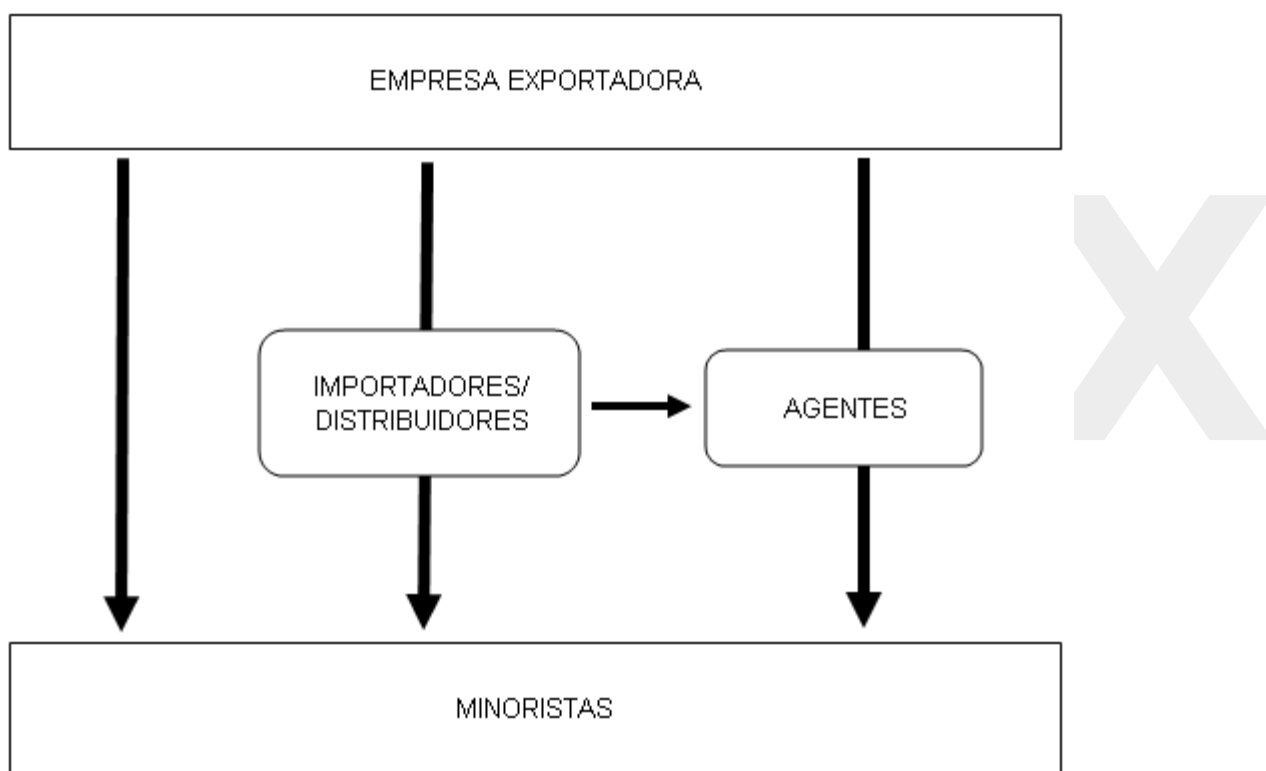 EMPRESA EXPORTADORA
IMPORTADORES/
DISTRIBUIDORES
AGENTES
MINORISTAS
X